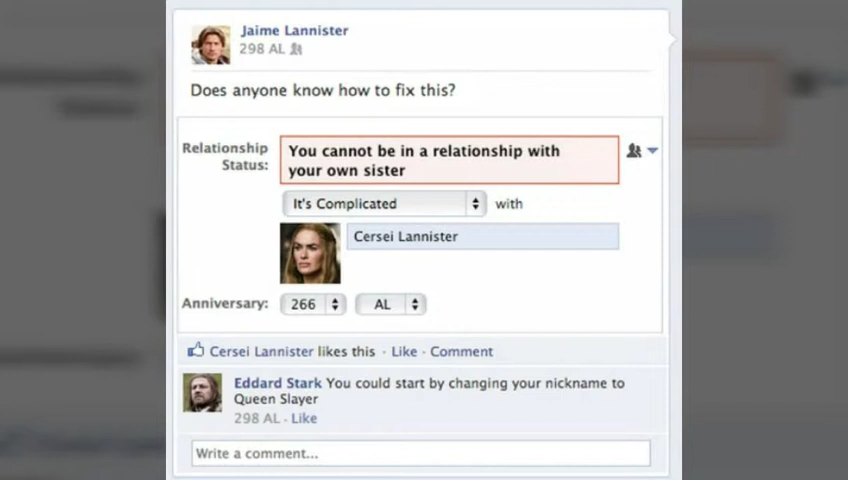 Jaime Lannister
298 AL
Does anyone know how to fix this?
Relationship Status:
You cannot be in a relationship with
your own sister
It's Complicated with
Cersei Lannister
Anniversary: 266 AL
Cersei Lannister likes this · Like · Comment
Eddard Stark You could start by changing your nickname to
Queen Slayer
298 AL · Like
Write a comment...